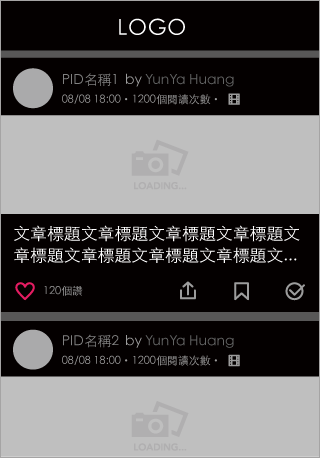 LOGO
PID名稱1 by YunYa Huang
08/08 18:00・1200個閱讀次數・
LOADING...
文章標題文章標題文章標題文章標題文
章標題文章標題文章標題文章標題文...
120個讚
PID名稱2 by YunYa Huang
08/08 18:00・1200個閱讀次數・
LOADING...